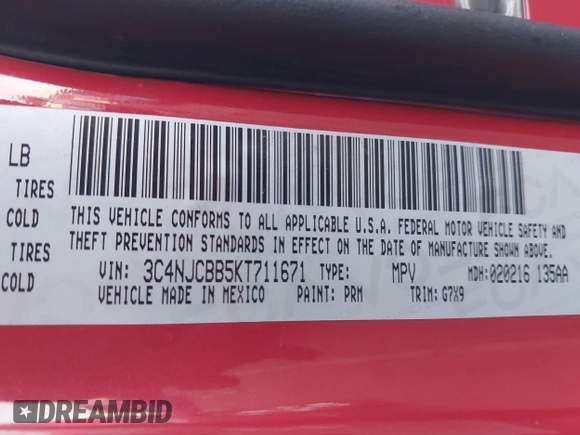 LB
TIRES
COLD
TIRES
COLD
THIS VEHICLE CONFORMS TO ALL APPLICABLE U.S.A. FEDERAL MOTOR VEHICLE SAFETY AND
THEFT PREVENTION STANDARDS IN EFFECT ON THE DATE OF MANUFACTURE SHOWN ABOVE.
VIN: 3C4NJCBB5KT711671 TYPE: MPV MDH:020216 135AA
VEHICLE MADE IN MEXICO PAINT: PRM TRIM:G7X9
DREAMBID